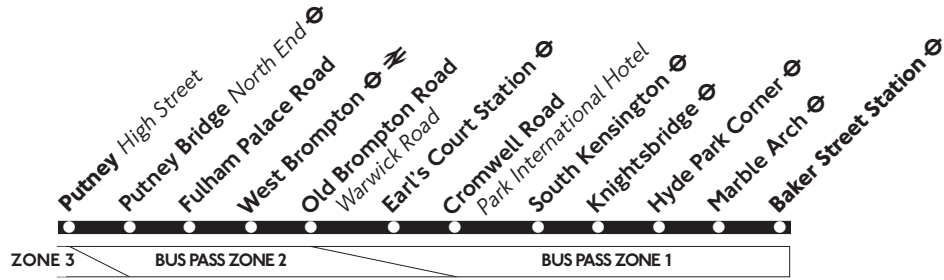 Putney High Street
Putney Bridge North End
Fulham Palace Road
West Brompton
Old Brompton Road
Warwick Road
Earl's Court Station
Cromwell Road
Park International Hotel
South Kensington
Knightsbridge
Hyde Park Corner
Marble Arch
Baker Street Station
ZONE 3
BUS PASS ZONE 2
BUS PASS ZONE 1